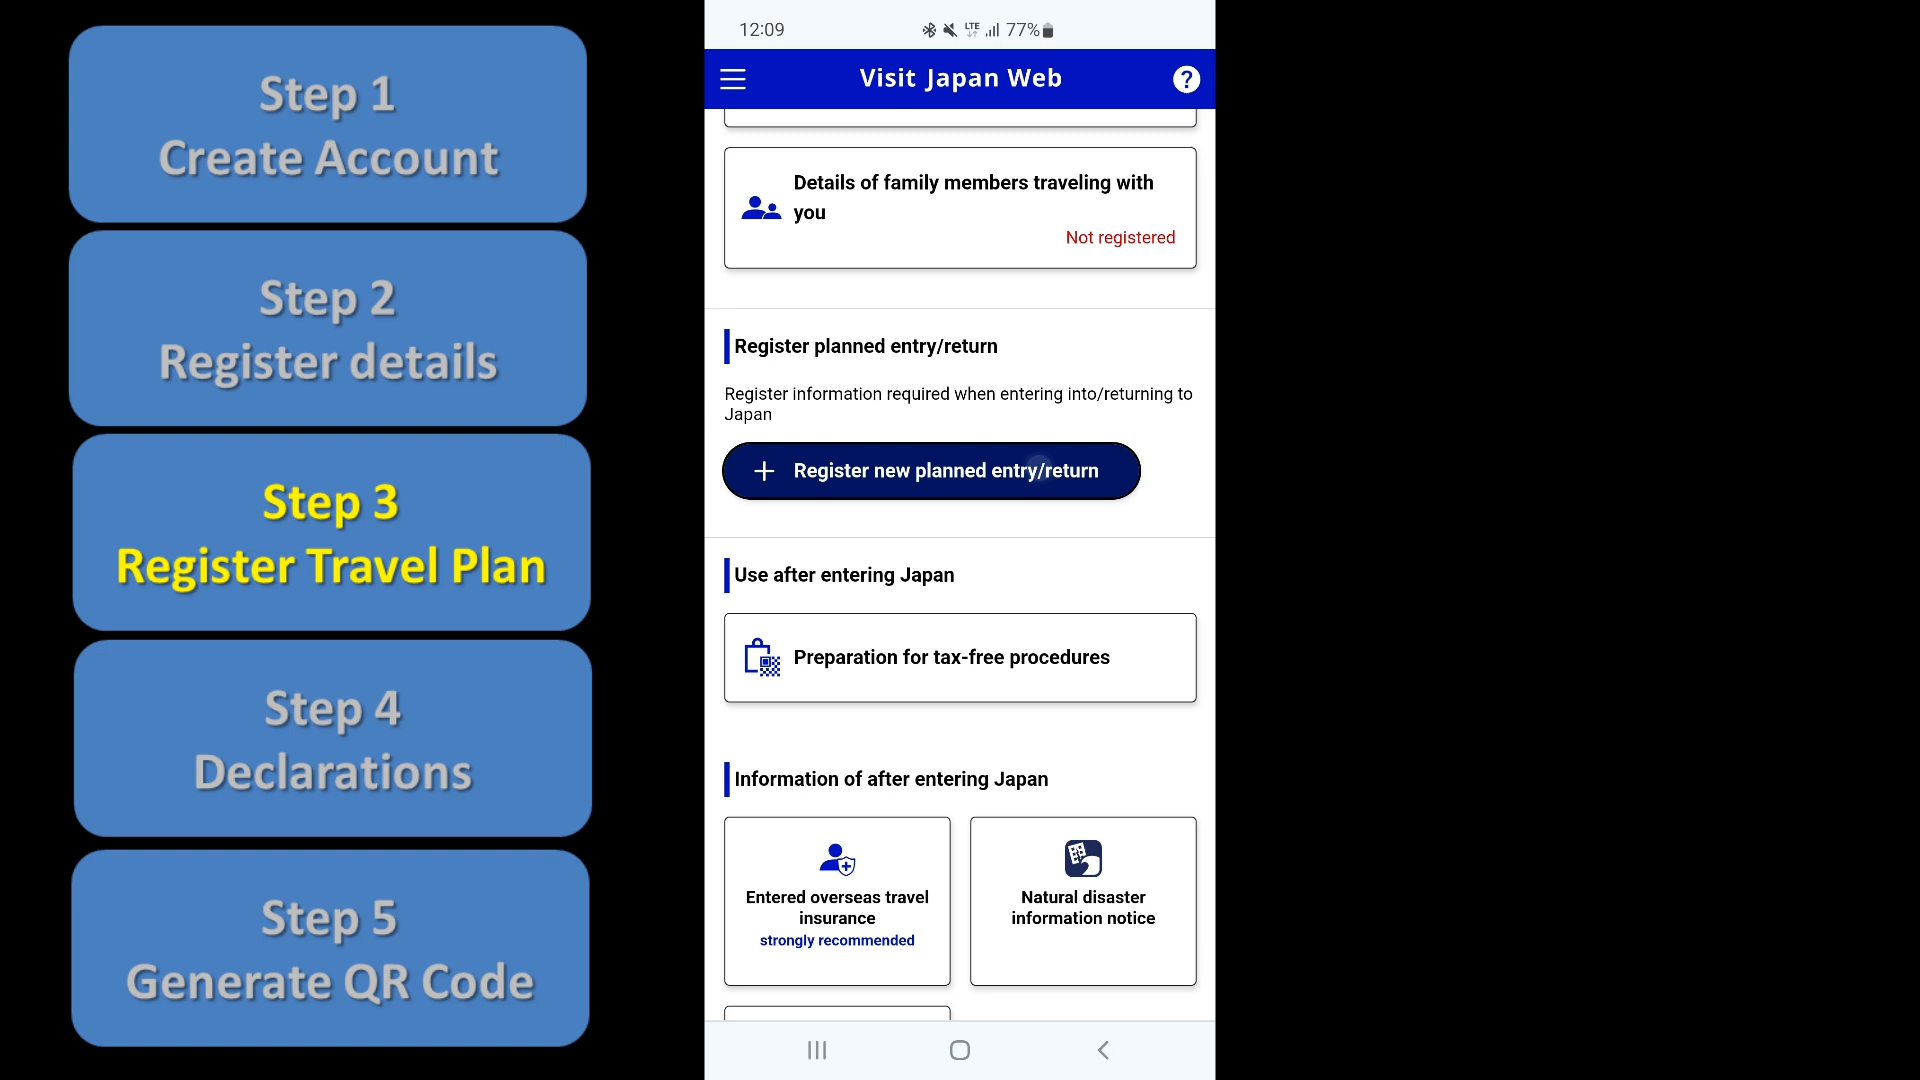 Step 1
Create Account
Step 2
Register details
Step 3
Register Travel Plan
Step 4
Declarations
Step 5
Generate QR Code
12:09
LTE
77%
Visit Japan Web
?
Details of family members traveling with
you
Not registered
Register planned entry/return
Register information required when entering into/returning to
Japan
+ Register new planned entry/return
Use after entering Japan
Preparation for tax-free procedures
Information of after entering Japan
Entered overseas travel
insurance
strongly recommended
Natural disaster
information notice